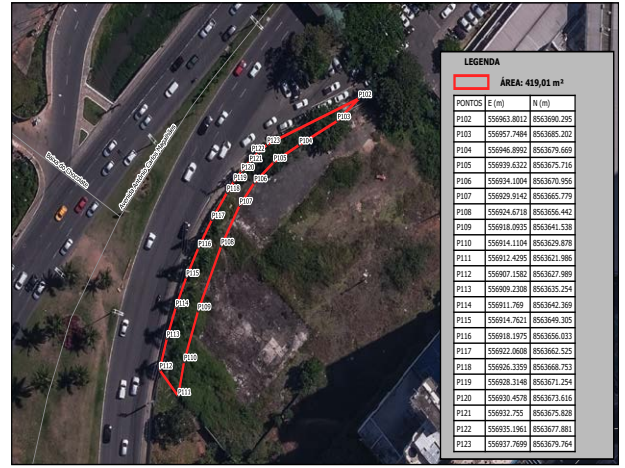 LEGENDA
ÁREA: 419,01 m²
PONTOS E (m) N (m)
P102 556963.8012 8563690.295
P103 556957.7484 8563685.202
P104 556946.8992 8563679.669
P105 556939.6322 8563675.716
P106 556934.1004 8563670.956
P107 556929.9142 8563665.779
P108 556924.6718 8563656.442
P109 556918.0935 8563641.538
P110 556914.1104 8563629.878
P111 556912.4295 8563621.986
P112 556907.1582 8563627.989
P113 556909.2308 8563635.254
P114 556911.769 8563642.369
P115 556914.7621 8563649.305
P116 556918.1975 8563656.033
P117 556922.0608 8563662.525
P118 556926.3359 8563668.753
P119 556928.3148 8563671.254
P120 556930.4578 8563673.616
P121 556932.755 8563675.828
P122 556935.1961 8563677.881
P123 556937.7699 8563679.764
P102
P103
P104
P123
P122
P121
P105
P120
P119
P106
P118
P107
P117
P108
P116
P115
P114
P109
P113
P110
P112
P111
Avenida Antônio Carlos Magalhães